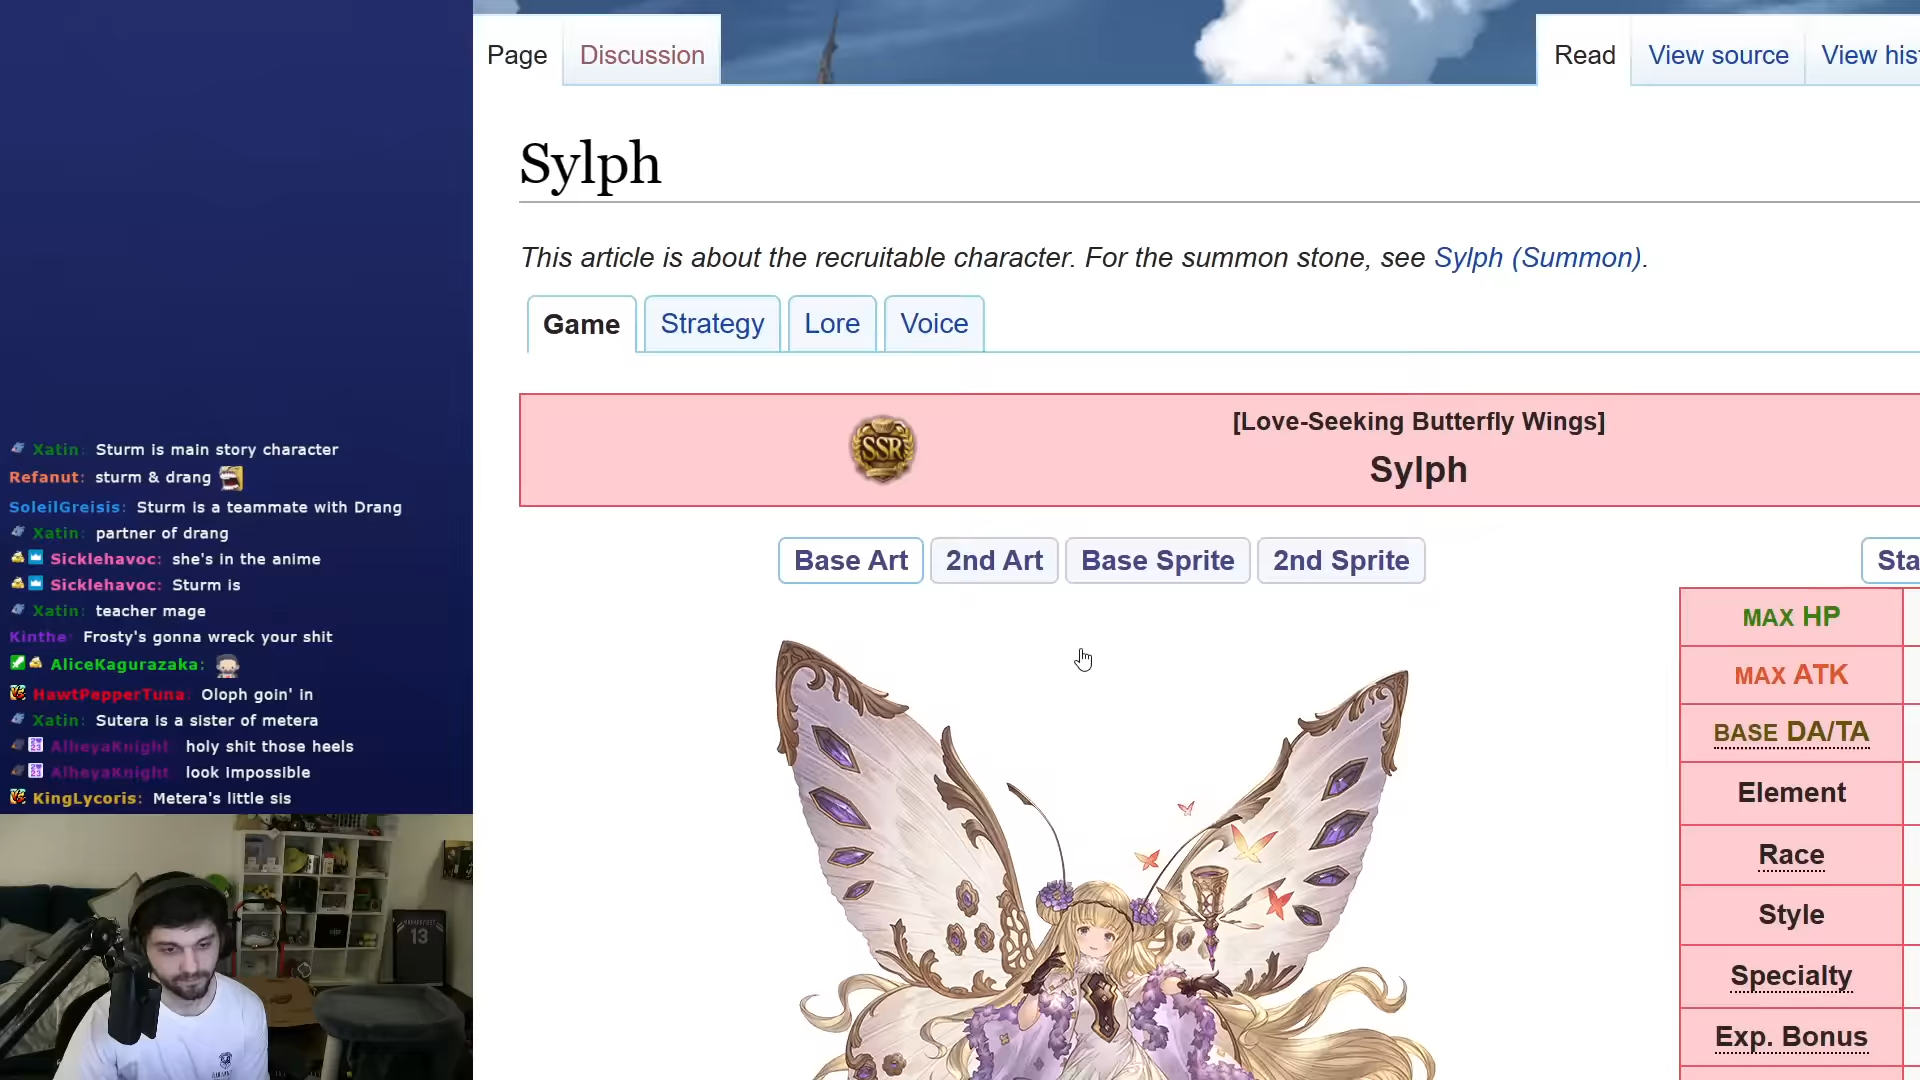 Page
Discussion
Read
View source
View his
Sylph
This article is about the recruitable character. For the summon stone, see Sylph (Summon).
Game
Strategy
Lore
Voice
SSR
[Love-Seeking Butterfly Wings]
Sylph
Base Art
2nd Art
Base Sprite
2nd Sprite
Sta
MAX HP
MAX ATK
BASE DA/TA
Element
Race
Style
Specialty
Exp. Bonus
Xatin: Sturm is main story character
Refanut: sturm & drang
SoleilGreisis: Sturm is a teammate with Drang
Xatin: partner of drang
Sicklehavoc: she's in the anime
Sicklehavoc: Sturm is
Xatin: teacher mage
Kinthe: Frosty's gonna wreck your shit
AliceKagurazaka:
HawtPepperTuna: Oloph goin' in
Xatin: Sutera is a sister of metera
AlheyaKnight: holy shit those heels
AlheyaKnight: look impossible
KingLycoris: Metera's little sis
13